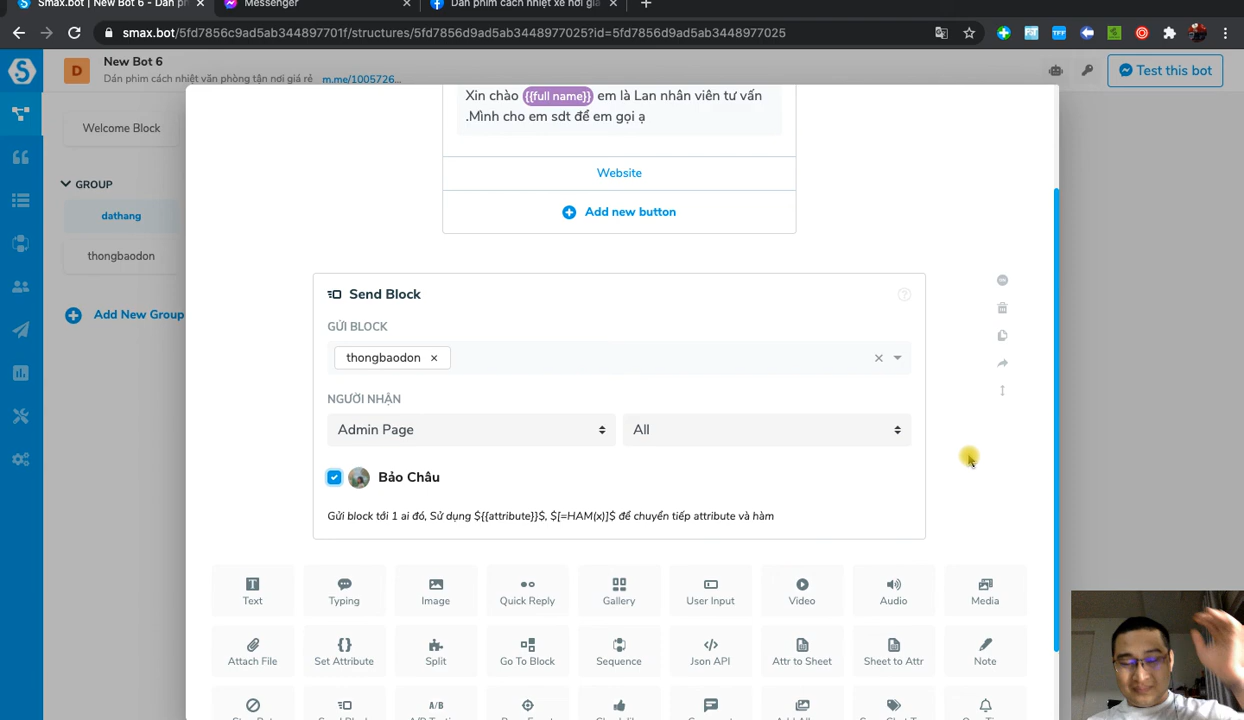 Smax.bot | New Bot 6 - Dán ph
Messenger
Dán phim cách nhiệt xe nơi giá
smax.bot/5fd7856c9ad5ab344897701f/structures/5fd7856d9ad5ab3448977025?id=5fd7856d9ad5ab3448977025
D
New Bot 6
Dán phim cách nhiệt văn phòng tận nơi giá rẻ m.me/1005726...
Test this bot
Welcome Block
GROUP
dathang
thongbaodon
Add New Group
Xin chào {{full name}} em là Lan nhân viên tư vấn
.Mình cho em sdt để em gọi ạ
Website
Add new button
Send Block
GỬI BLOCK
thongbaodon
NGƯỜI NHẬN
Admin Page
All
Bảo Châu
Gửi block tới 1 ai đó, Sử dụng ${{attribute}}$, $[=HAM(x)]$ để chuyển tiếp attribute và hàm
Text
Typing
Image
Quick Reply
Gallery
User Input
Video
Audio
Media
Attach File
Set Attribute
Split
Go To Block
Sequence
Json API
Attr to Sheet
Sheet to Attr
Note